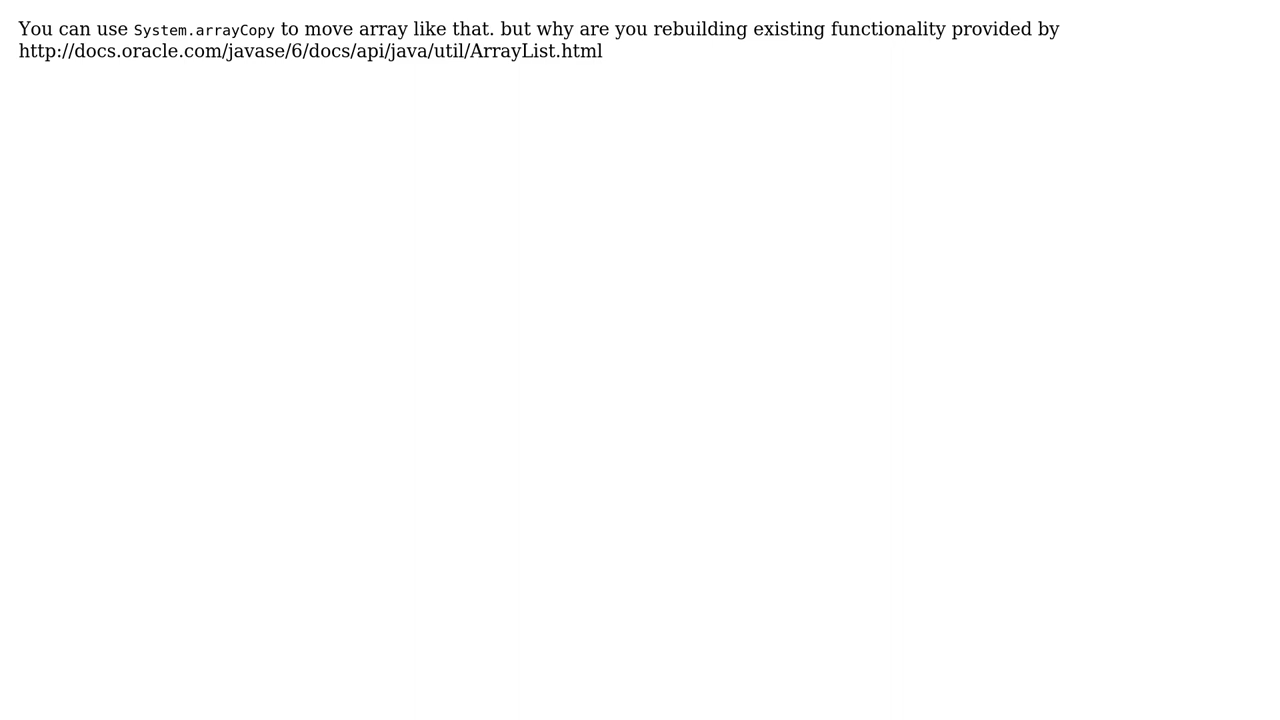 You can use System.arrayCopy to move array like that. but why are you rebuilding existing functionality provided by
http://docs.oracle.com/javase/6/docs/api/java/util/ArrayList.html